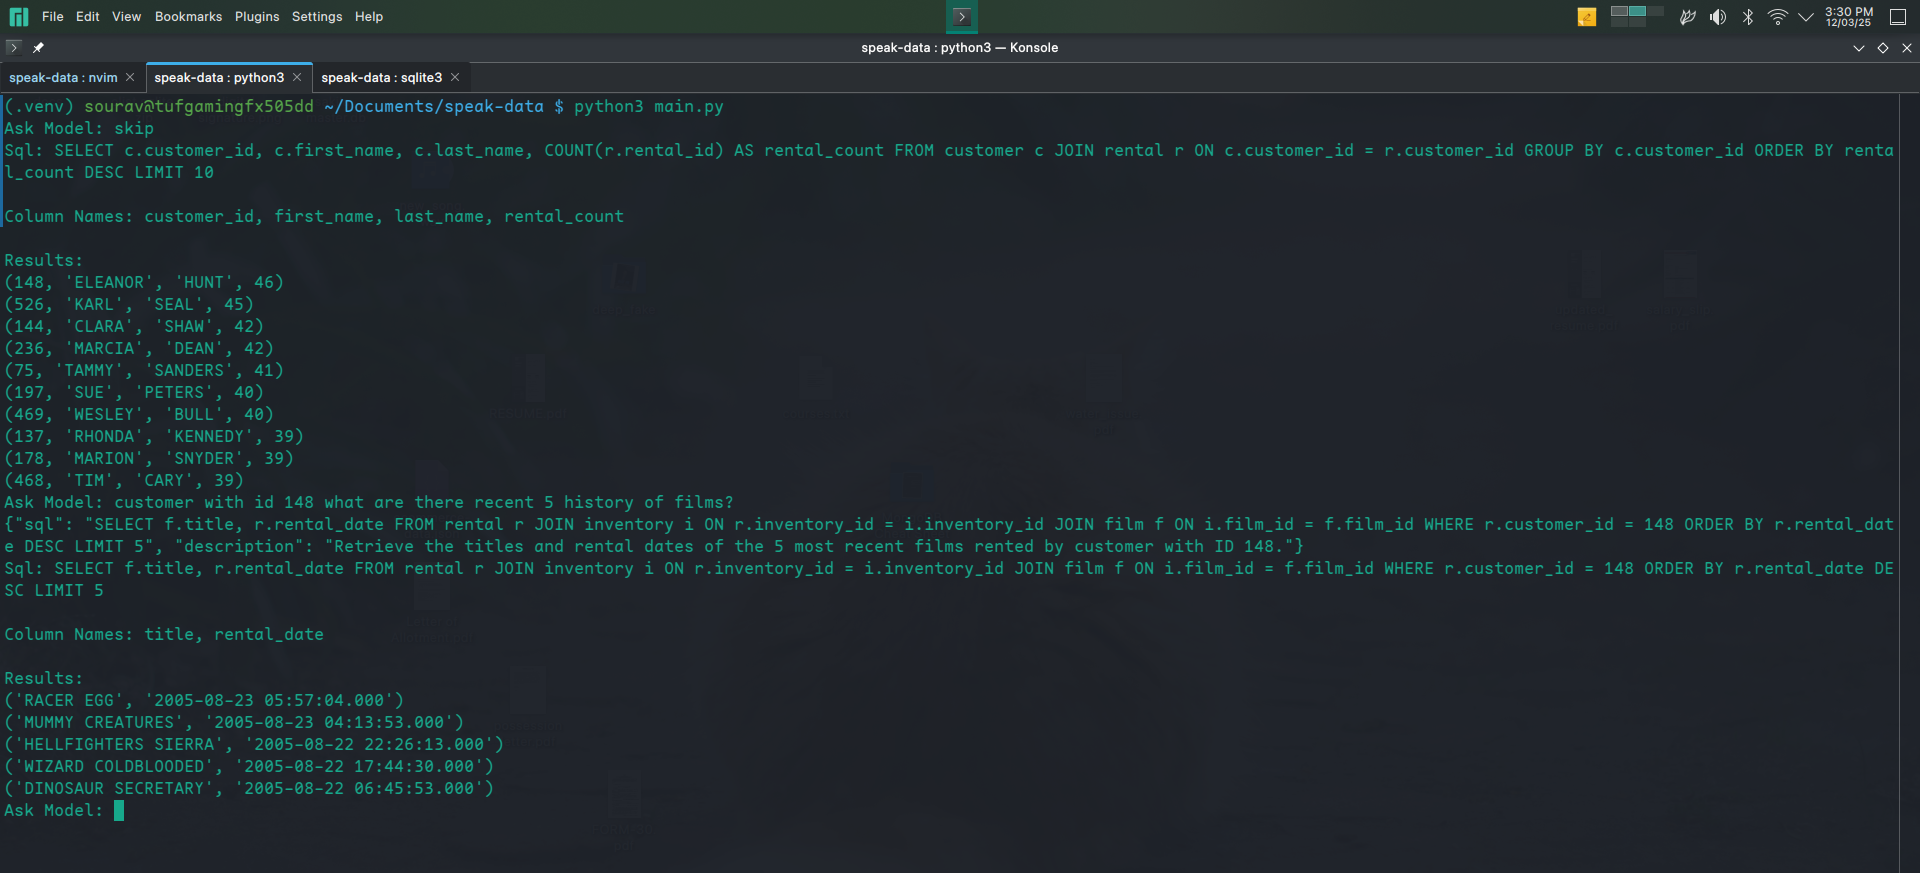 File Edit View Bookmarks Plugins Settings Help
3:30 PM
12/03/25
speak-data : python3 — Konsole
speak-data : nvim speak-data : python3 speak-data : sqlite3
(.venv) sourav@tufgamingfx505dd ~/Documents/speak-data $ python3 main.py
Ask Model: skip
Sql: SELECT c.customer_id, c.first_name, c.last_name, COUNT(r.rental_id) AS rental_count FROM customer c JOIN rental r ON c.customer_id = r.customer_id GROUP BY c.customer_id ORDER BY renta
l_count DESC LIMIT 10
Column Names: customer_id, first_name, last_name, rental_count
Results:
(148, 'ELEANOR', 'HUNT', 46)
(526, 'KARL', 'SEAL', 45)
(144, 'CLARA', 'SHAW', 42)
(236, 'MARCIA', 'DEAN', 42)
(75, 'TAMMY', 'SANDERS', 41)
(197, 'SUE', 'PETERS', 40)
(469, 'WESLEY', 'BULL', 40)
(137, 'RHONDA', 'KENNEDY', 39)
(178, 'MARION', 'SNYDER', 39)
(468, 'TIM', 'CARY', 39)
Ask Model: customer with id 148 what are there recent 5 history of films?
{"sql": "SELECT f.title, r.rental_date FROM rental r JOIN inventory i ON r.inventory_id = i.inventory_id JOIN film f ON i.film_id = f.film_id WHERE r.customer_id = 148 ORDER BY r.rental_dat
e DESC LIMIT 5", "description": "Retrieve the titles and rental dates of the 5 most recent films rented by customer with ID 148."}
Sql: SELECT f.title, r.rental_date FROM rental r JOIN inventory i ON r.inventory_id = i.inventory_id JOIN film f ON i.film_id = f.film_id WHERE r.customer_id = 148 ORDER BY r.rental_date DE
SC LIMIT 5
Column Names: title, rental_date
Results:
('RACER EGG', '2005-08-23 05:57:04.000')
('MUMMY CREATURES', '2005-08-23 04:13:53.000')
('HELLFIGHTERS SIERRA', '2005-08-22 22:26:13.000')
('WIZARD COLDBLOODED', '2005-08-22 17:44:30.000')
('DINOSAUR SECRETARY', '2005-08-22 06:45:53.000')
Ask Model: